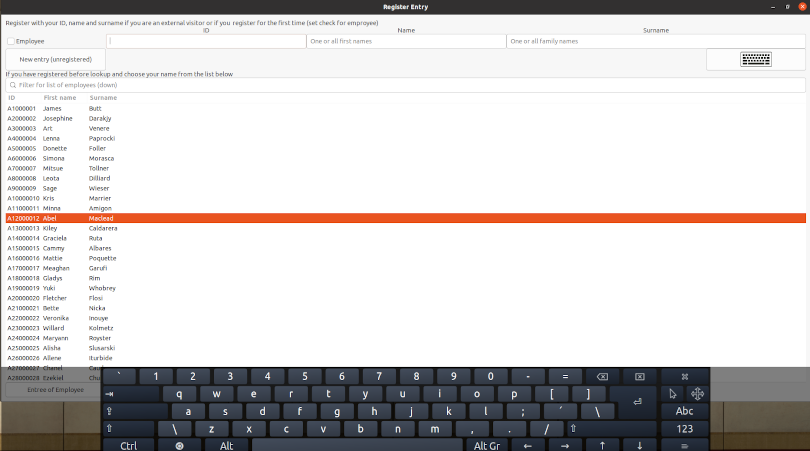 Register Entry
Register with your ID, name and surname if you are an external visitor or if you register for the first time (set check for employee)
ID Name Surname
Employee One or all first names One or all family names
New entry (unregistered)
If you have registered before lookup and choose your name from the list below
Filter for list of employees (down)
ID First name Surname
A1000001 James Butt
A2000002 Josephine Darakjy
A3000003 Art Venere
A4000004 Lenna Paprocki
A5000005 Donette Foller
A6000006 Simona Morasca
A7000007 Mitsue Tollner
A8000008 Leota Dilliard
A9000009 Sage Wieser
A10000010 Kris Marrier
A11000011 Minna Amigon
A12000012 Abel Maclead
A13000013 Kiley Caldarera
A14000014 Graciela Ruta
A15000015 Cammy Albares
A16000016 Mattie Poquette
A17000017 Meaghan Garufi
A18000018 Gladys Rim
A19000019 Yuki Whobrey
A20000020 Fletcher Flosi
A21000021 Bette Nicka
A22000022 Veronika Inouye
A23000023 Willard Kolmetz
A24000024 Maryann Royster
A25000025 Alisha Slusarski
A26000026 Allene Iturbide
A27000027 Chanel
A28000028 Ezekiel
Entree of Employee
` 1 2 3 4 5 6 7 8 9 0 - =
q w e r t y u i o p [ ]
a s d f g h j k l ; ´ \ Abc
\ z x c v b n m , . / 123
Ctrl Alt Alt Gr